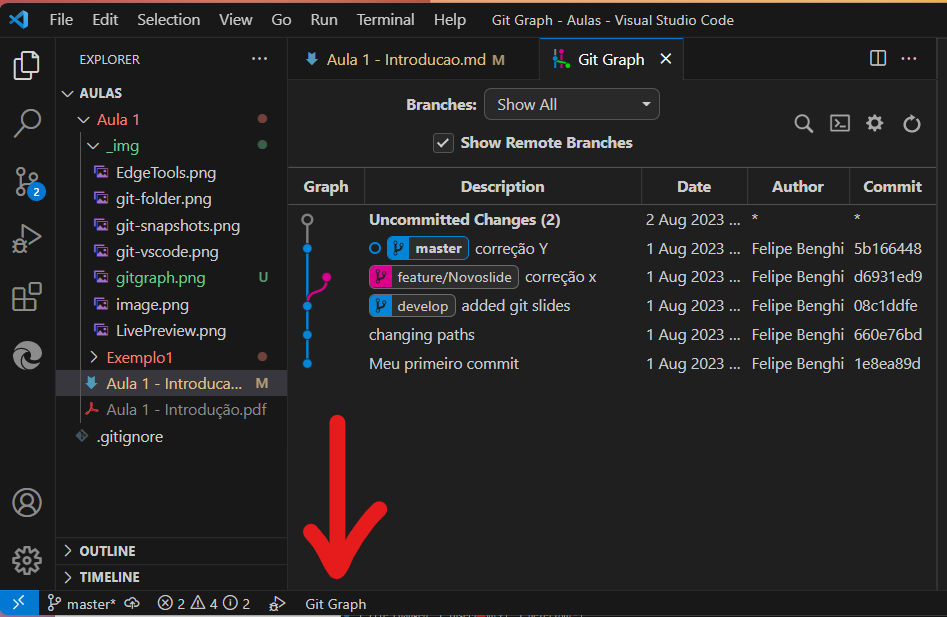 File Edit Selection View Go Run Terminal Help Git Graph - Aulas - Visual Studio Code
EXPLORER ...
AULAS
Aula 1
_img
EdgeTools.png
git-folder.png
git-snapshots.png
git-vscode.png
gitgraph.png U
image.png
LivePreview.png
Exemplo1
Aula 1 - Introduca... M
Aula 1 - Introdução.pdf
.gitignore
OUTLINE
TIMELINE
2
Aula 1 - Introducao.md M Git Graph
Branches: Show All
Show Remote Branches
Graph Description Date Author Commit
Uncommitted Changes (2) 2 Aug 2023 ... * *
master correção Y 1 Aug 2023 ... Felipe Benghi 5b166448
feature/Novoslide correção x 1 Aug 2023 ... Felipe Benghi d6931ed9
develop added git slides 1 Aug 2023 ... Felipe Benghi 08c1ddfe
changing paths 1 Aug 2023 ... Felipe Benghi 660e76bd
Meu primeiro commit 1 Aug 2023 ... Felipe Benghi 1e8ea89d
master* 2 4 2 Git Graph